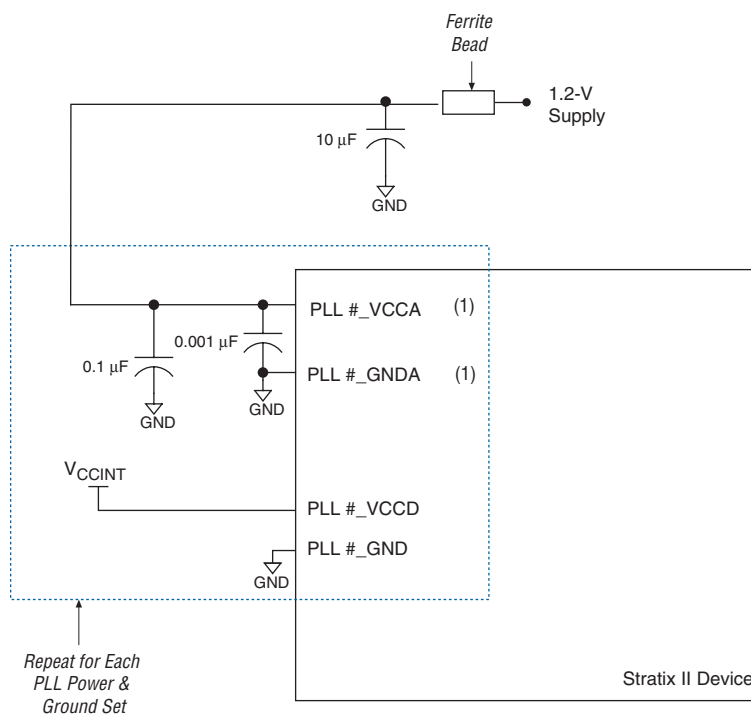 Ferrite
Bead
1.2-V
Supply
10 µF
GND
PLL #_VCCA (1)
0.001 µF
0.1 µF
PLL #_GNDA (1)
GND
GND
VCCINT
PLL #_VCCD
PLL #_GND
GND
Repeat for Each
PLL Power &
Ground Set
Stratix II Device